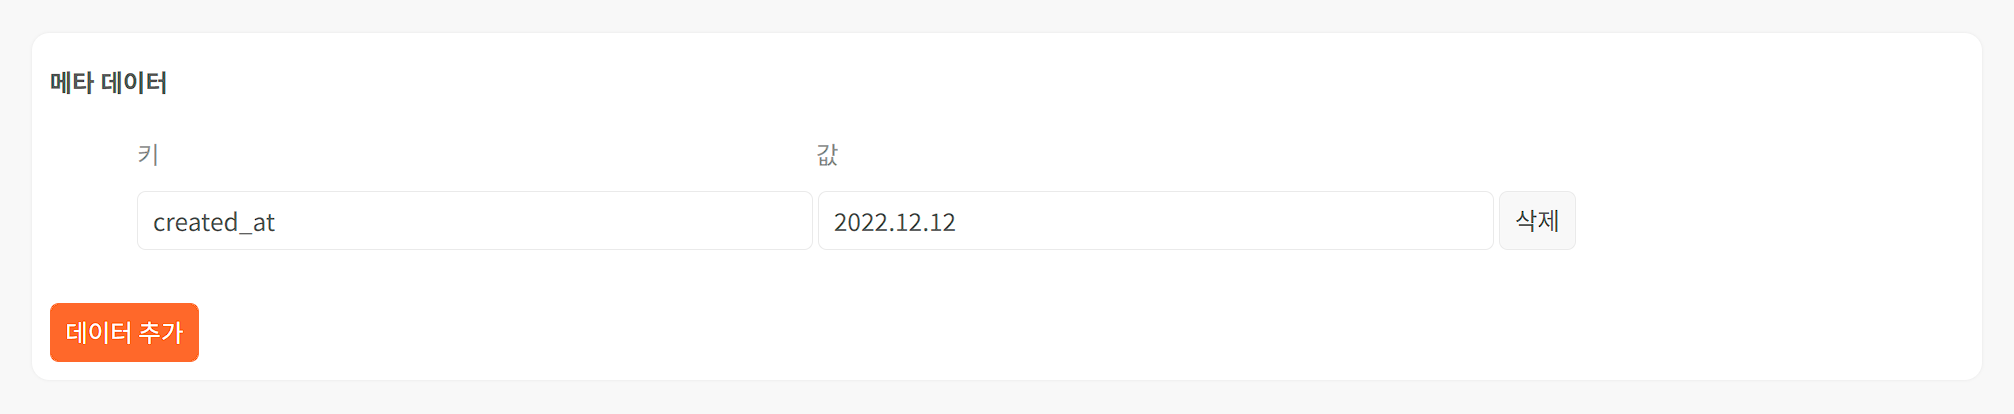 메타 데이터
키 값
created_at 2022.12.12 삭제
데이터 추가